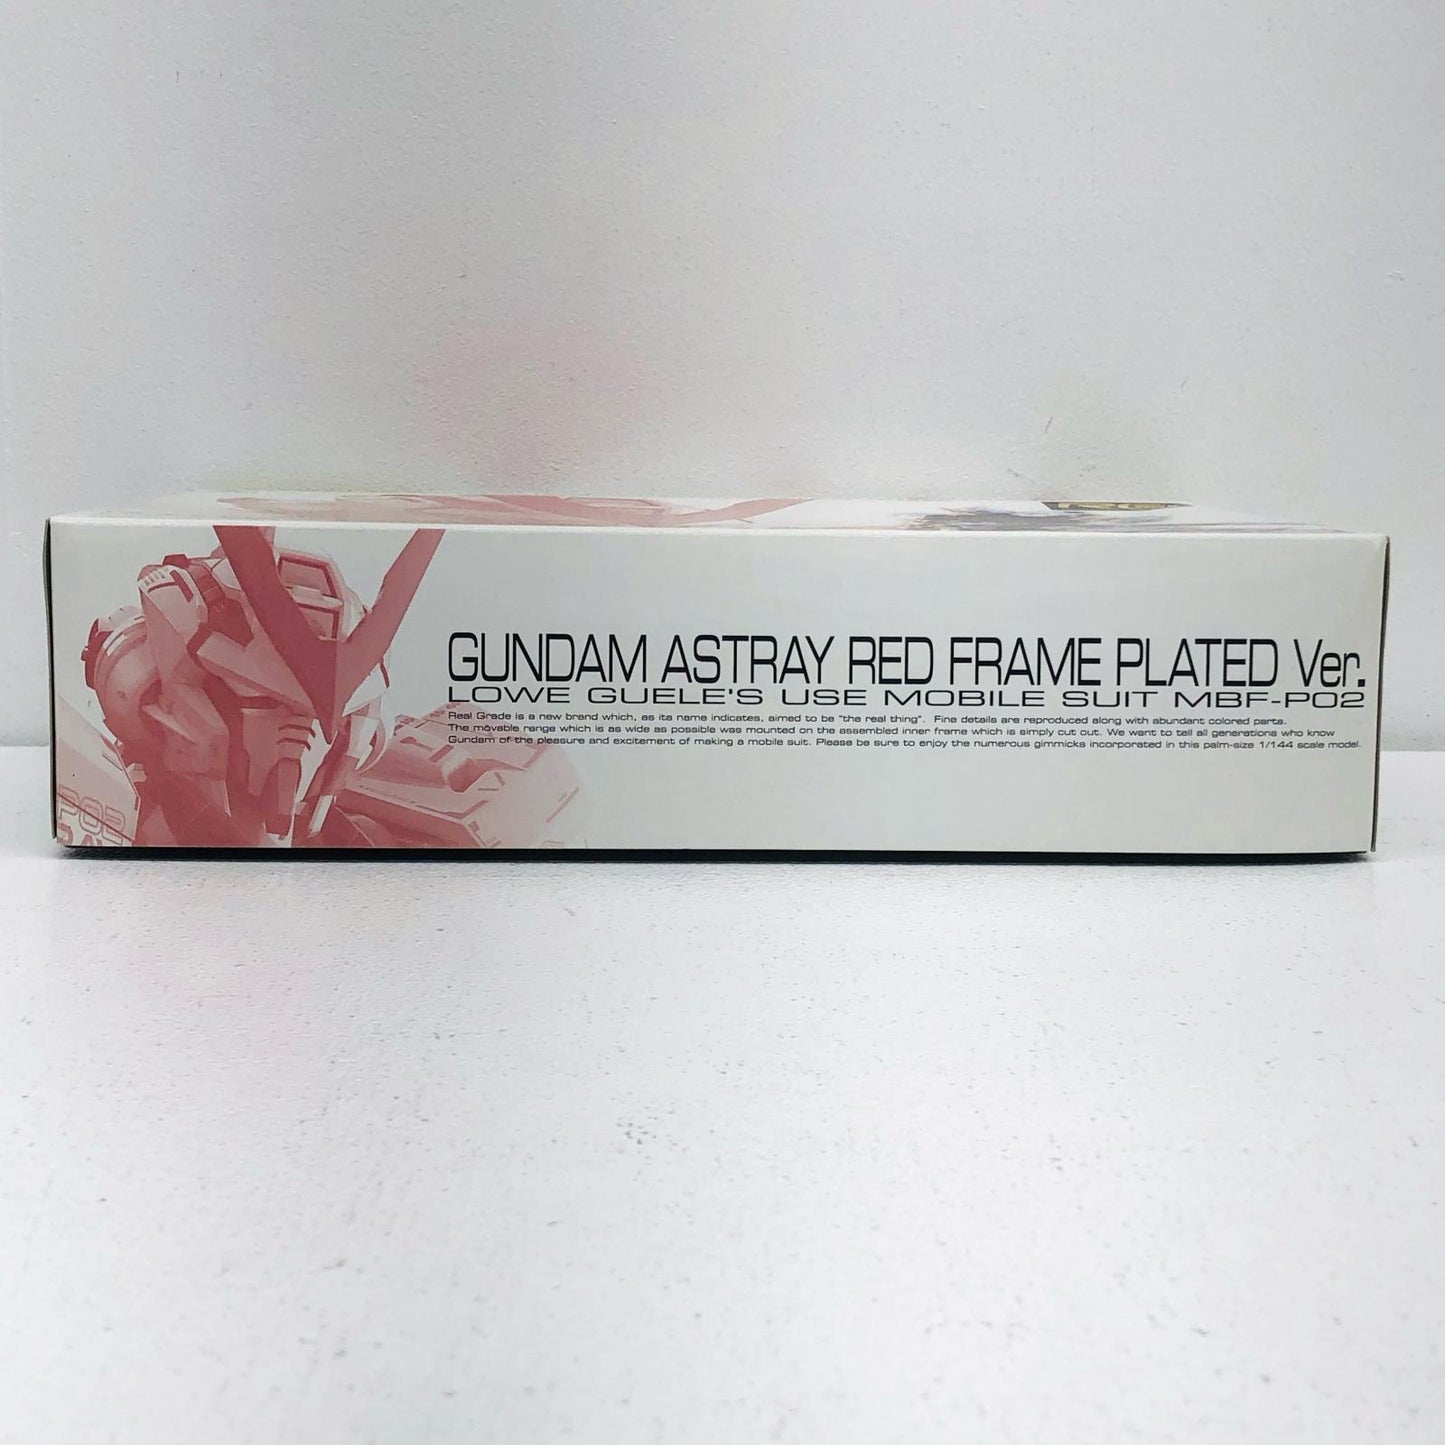 RG
GUNDAM ASTRAY RED FRAME PLATED Ver.
LOWE GUELE'S USE MOBILE SUIT MBF-P02
Real Grade is a new brand which, as its name indicates, aimed to be "the real thing". Fine details are reproduced along with abundant colored parts.
The movable range which is as wide as possible was mounted on the assembled inner frame which is simply cut out. We want to tell all generations who know
Gundam of the pleasure and excitement of making a mobile suit. Please be sure to enjoy the numerous gimmicks incorporated in this palm-size 1/144 scale model.
P02